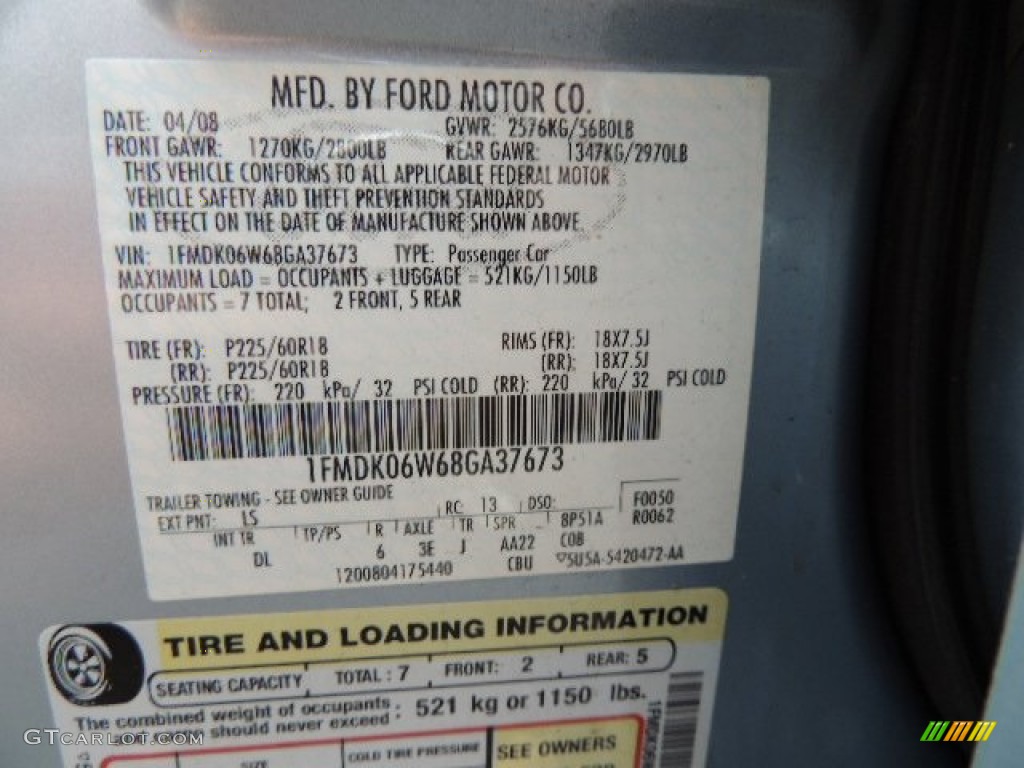 MFD. BY FORD MOTOR CO.
DATE: 04/08 GVWR: 2576KG/5680LB
FRONT GAWR: 1270KG/2800LB REAR GAWR: 1347KG/2970LB
THIS VEHICLE CONFORMS TO ALL APPLICABLE FEDERAL MOTOR
VEHICLE SAFETY AND THEFT PREVENTION STANDARDS
IN EFFECT ON THE DATE OF MANUFACTURE SHOWN ABOVE.
VIN: 1FMDK06W68GA37673 TYPE: Passenger Car
MAXIMUM LOAD = OCCUPANTS + LUGGAGE = 521KG/1150LB
OCCUPANTS = 7 TOTAL; 2 FRONT, 5 REAR
TIRE (FR): P225/60R18 RIMS (FR): 18X7.5J
(RR): P225/60R18 (RR): 18X7.5J
PRESSURE (FR): 220 kPa/ 32 PSI COLD (RR): 220 kPa/ 32 PSI COLD
1FMDK06W68GA37673
TRAILER TOWING - SEE OWNER GUIDE
EXT PNT: LS RC: 13 DSO: F0050
INT TR TP/PS R AXLE TR SPR 8P51A R0062
DL 6 3E J AA22 COB
1200804175440 CBU 5U5A-5420472-AA
TIRE AND LOADING INFORMATION
SEATING CAPACITY TOTAL : 7 FRONT: 2 REAR: 5
The combined weight of occupants
should never exceed : 521 kg or 1150 lbs.
SIZE COLD TIRE PRESSURE SEE OWNERS
GTCarLot.com